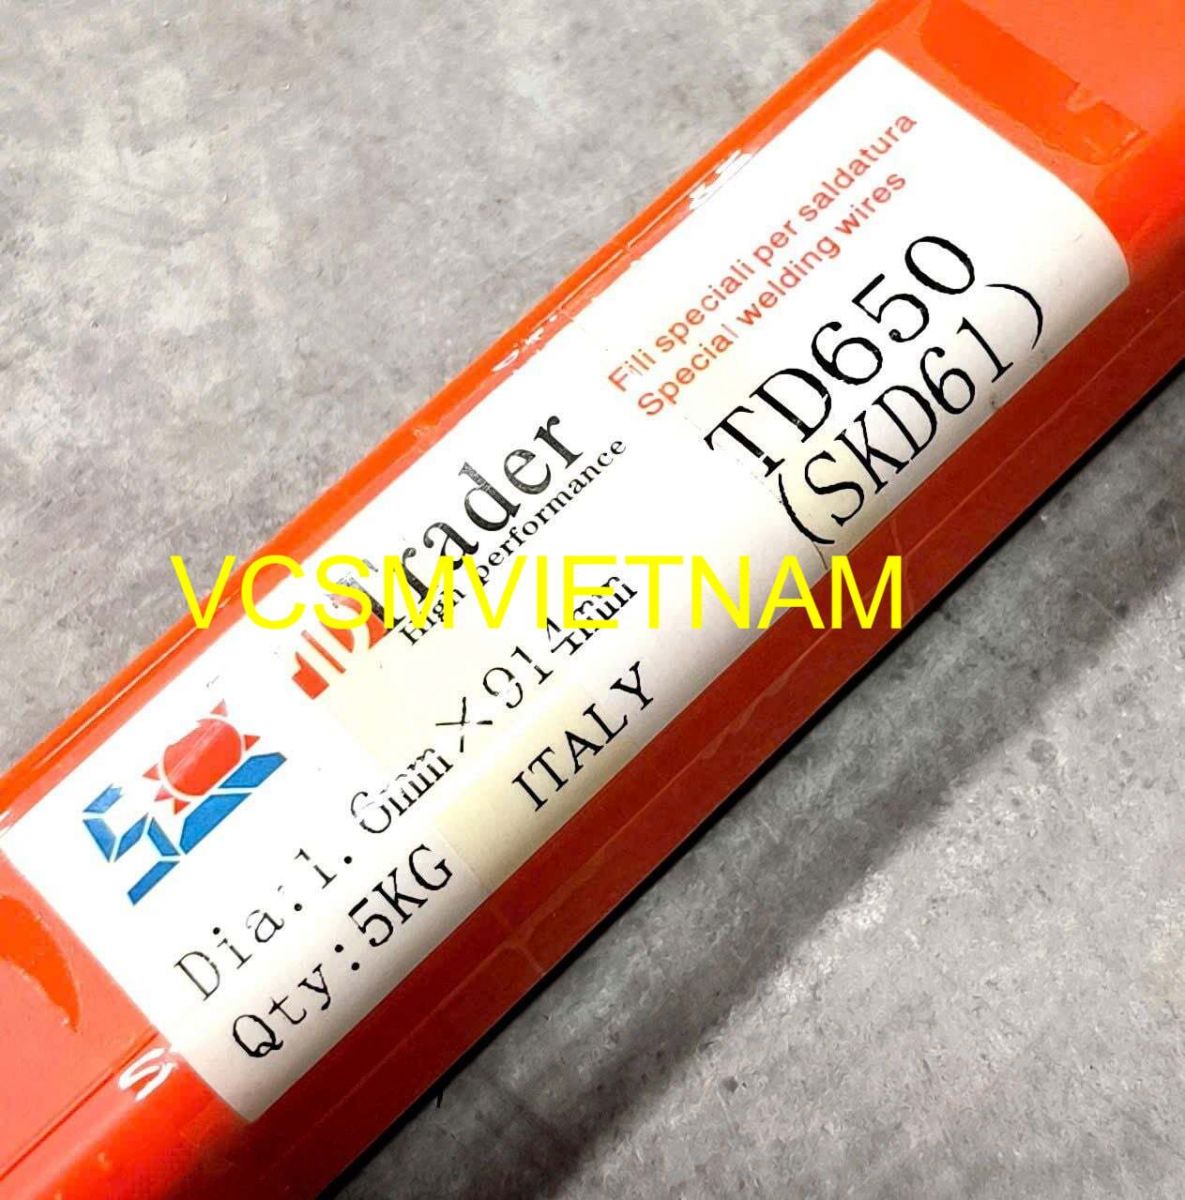 Fili speciali per saldatura
Special welding wires
TD650
(SKD61)
Trader
High performance
VCSMVIETNAM
Dia:1.6mm×914mm
Qty:5KG
ITALY